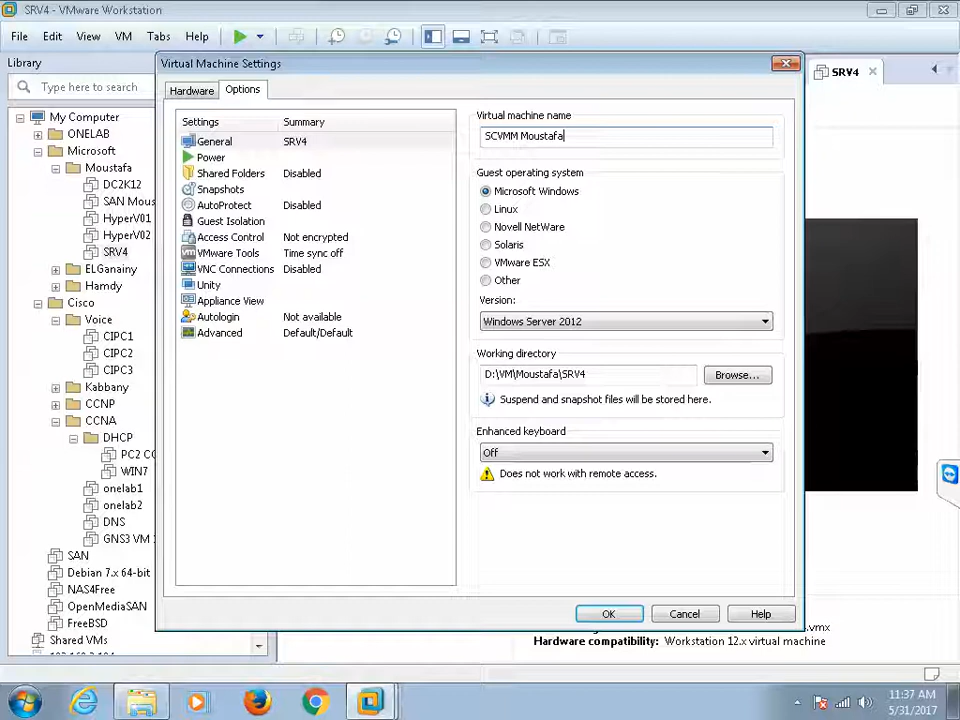 SRV4 - VMware Workstation
File Edit View VM Tabs Help
Library
Type here to search
My Computer
ONELAB
Microsoft
Moustafa
DC2K12
SAN Mous
HyperV01
HyperV02
SRV4
ELGanainy
Hamdy
Cisco
Voice
CIPC1
CIPC2
CIPC3
Kabbany
CCNP
CCNA
DHCP
PC2 CC
WIN7
onelab1
onelab2
DNS
GNS3 VM
SAN
Debian 7.x 64-bit
NAS4Free
OpenMediaSAN
FreeBSD
Shared VMs
SRV4
Virtual Machine Settings
Hardware Options
Settings Summary
General SRV4
Power
Shared Folders Disabled
Snapshots
AutoProtect Disabled
Guest Isolation
Access Control Not encrypted
VMware Tools Time sync off
VNC Connections Disabled
Unity
Appliance View
Autologin Not available
Advanced Default/Default
Virtual machine name
SCVMM Moustafa
Guest operating system
Microsoft Windows
Linux
Novell NetWare
Solaris
VMware ESX
Other
Version:
Windows Server 2012
Working directory
D:\VM\Moustafa\SRV4
Browse...
Suspend and snapshot files will be stored here.
Enhanced keyboard
Off
Does not work with remote access.
OK Cancel Help
.vmx
Hardware compatibility: Workstation 12.x virtual machine
11:37 AM
5/31/2017